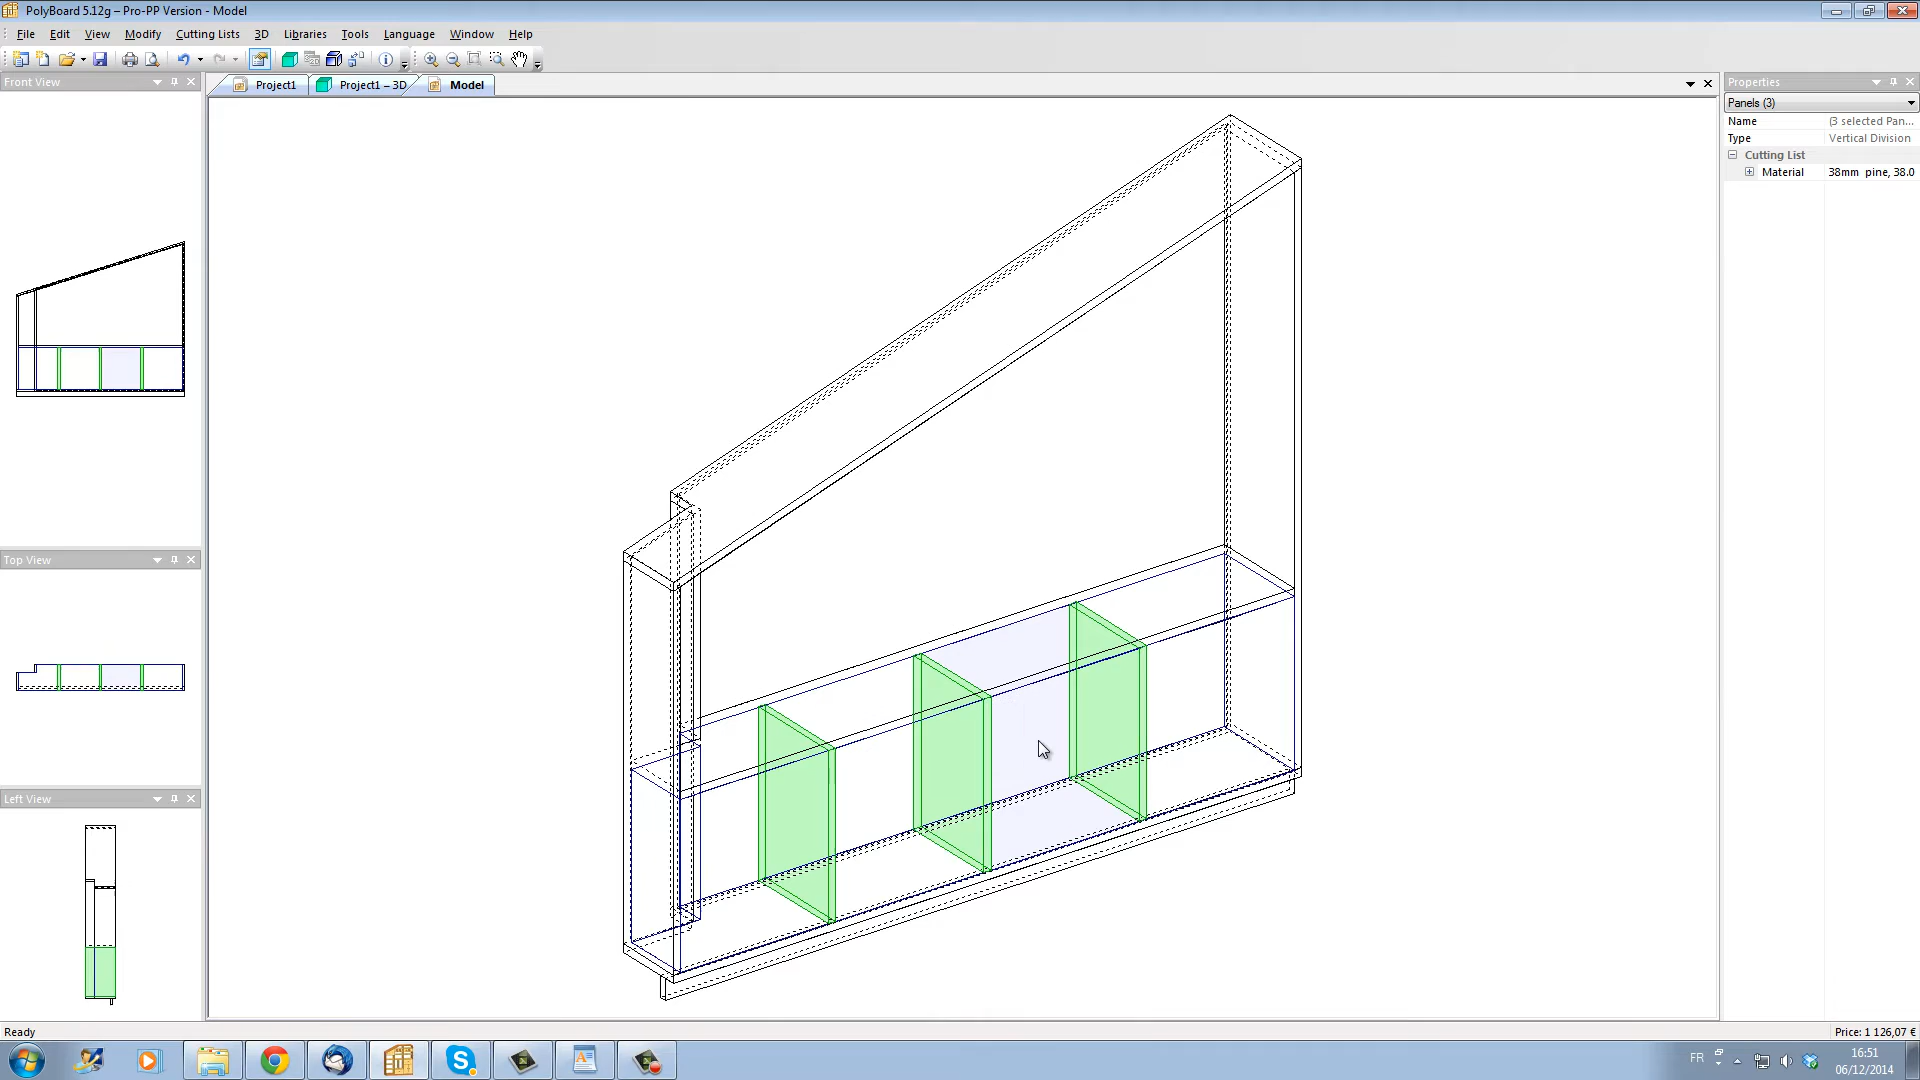 PolyBoard 5.12g – Pro-PP Version - Model
File Edit View Modify Cutting Lists 3D Libraries Tools Language Window Help
Front View
Project1 Project1 – 3D Model
Properties
Panels (3)
Name (3 selected Pan...
Type Vertical Division
Cutting List
Material 38mm pine, 38.0
Top View
Left View
Ready
Price: 1 126,07 €
FR
16:51
06/12/2014